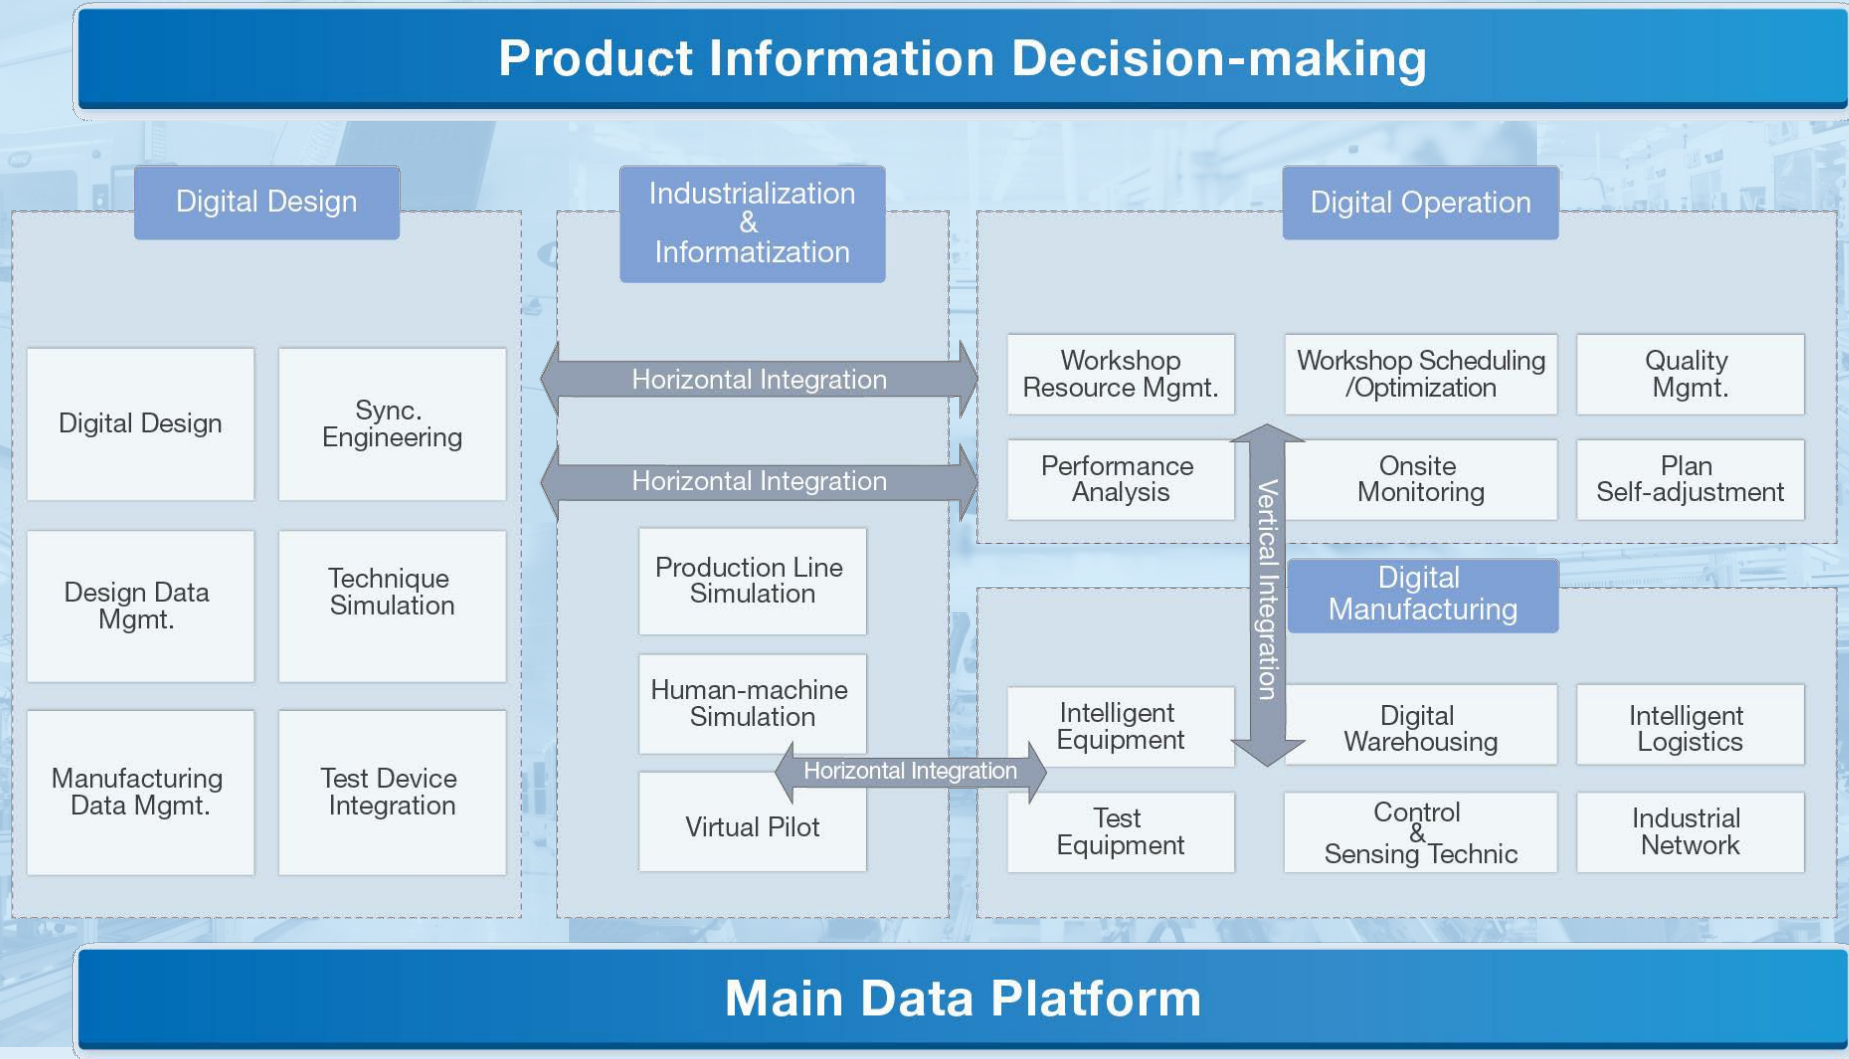 Product Information Decision-making
Digital Design
Digital Design
Sync.
Engineering
Design Data
Mgmt.
Technique
Simulation
Manufacturing
Data Mgmt.
Test Device
Integration
Industrialization
&
Informatization
Horizontal Integration
Horizontal Integration
Production Line
Simulation
Human-machine
Simulation
Horizontal Integration
Virtual Pilot
Digital Operation
Workshop
Resource Mgmt.
Workshop Scheduling
/Optimization
Quality
Mgmt.
Performance
Analysis
Onsite
Monitoring
Plan
Self-adjustment
Vertical Integration
Digital
Manufacturing
Intelligent
Equipment
Digital
Warehousing
Intelligent
Logistics
Test
Equipment
Control
&
Sensing Technic
Industrial
Network
Main Data Platform